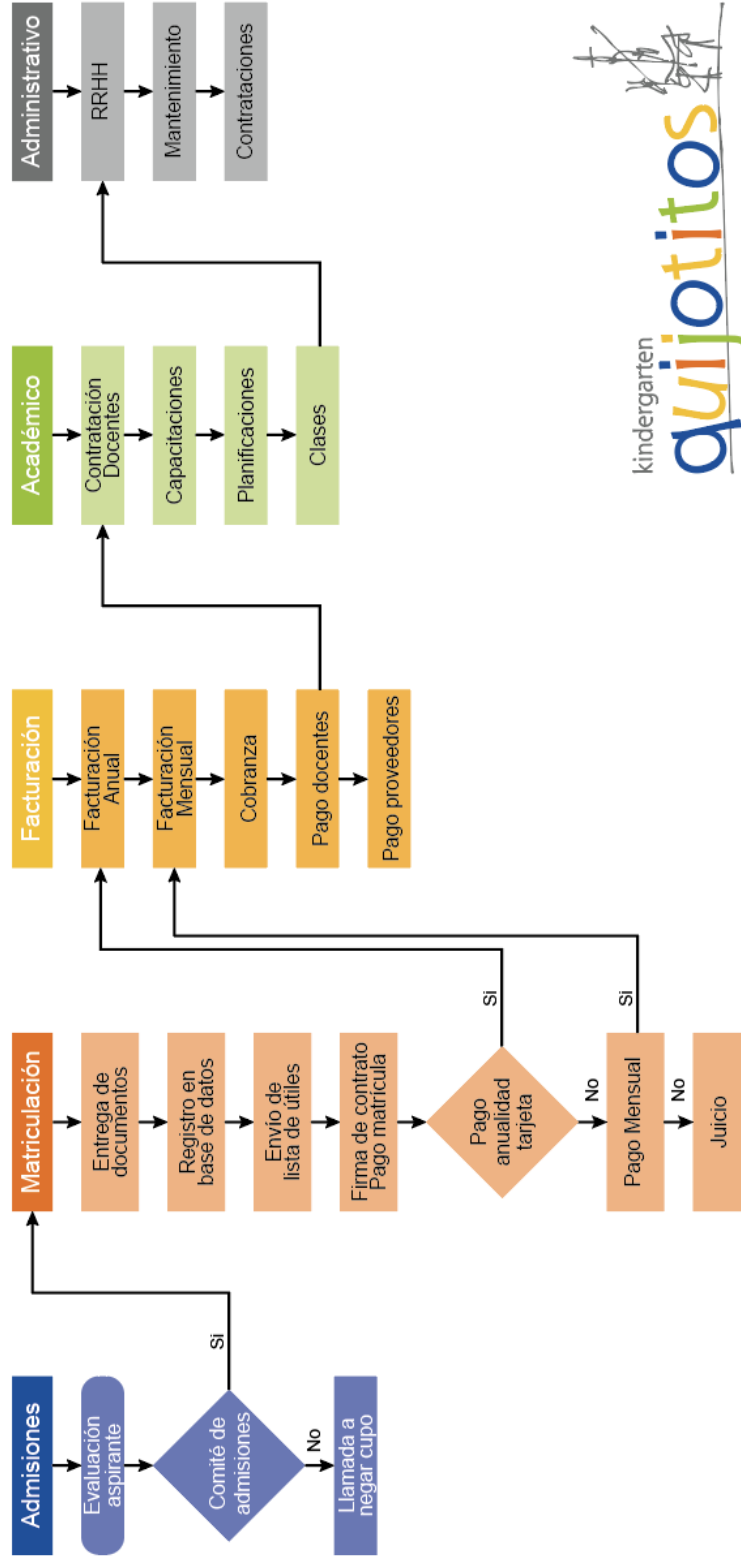 Admisiones
Evaluación
aspirante
Comité de
admisiones
Si
No
Llamada a
negar cupo
Matriculación
Entrega de
documentos
Registro en
base de datos
Envío de
lista de útiles
Firma de contrato
Pago matrícula
Pago
anualidad
tarjeta
Si
No
Pago Mensual
Si
No
Juicio
Facturación
Facturación
Anual
Facturación
Mensual
Cobranza
Pago docentes
Pago proveedores
Académico
Contratación
Docentes
Capacitaciones
Planificaciones
Clases
Administrativo
RRHH
Mantenimiento
Contrataciones
kindergarten
quijotitos